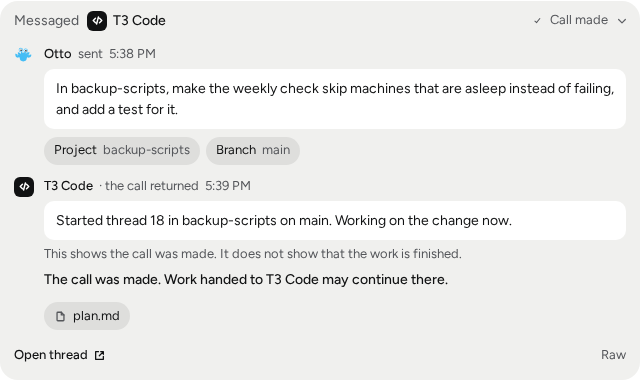 Messaged T3 Code Call made
Otto sent 5:38 PM
In backup-scripts, make the weekly check skip machines that are asleep instead of failing,
and add a test for it.
Project backup-scripts Branch main
T3 Code · the call returned 5:39 PM
Started thread 18 in backup-scripts on main. Working on the change now.
This shows the call was made. It does not show that the work is finished.
The call was made. Work handed to T3 Code may continue there.
plan.md
Open thread Raw